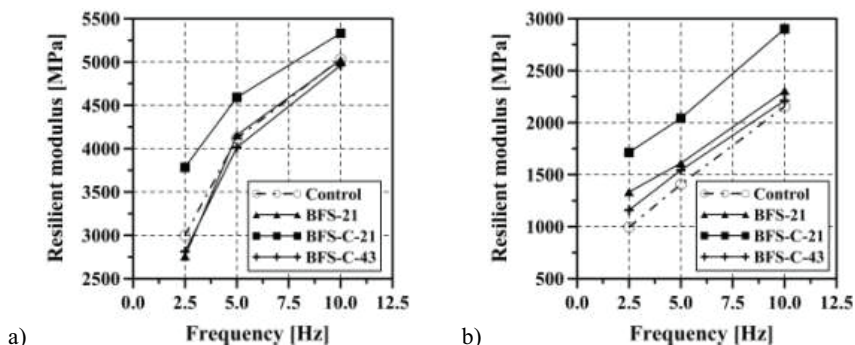 5500
5000
4500
4000
3500
3000
2500
Resilient modulus [MPa]
Control
BFS-21
BFS-C-21
BFS-C-43
0.0 2.5 5.0 7.5 10.0 12.5
Frequency [Hz]
a)
3000
2500
2000
1500
1000
500
Resilient modulus [MPa]
Control
BFS-21
BFS-C-21
BFS-C-43
0.0 2.5 5.0 7.5 10.0 12.5
Frequency [Hz]
b)